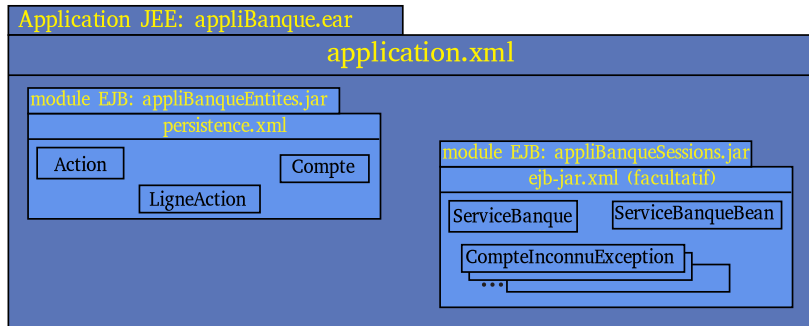 Application JEE: appliBanque.ear
application.xml
module EJB: appliBanqueEntites.jar
persistence.xml
Action
Compte
LigneAction
module EJB: appliBanqueSessions.jar
ejb-jar.xml (facultatif)
ServiceBanque
ServiceBanqueBean
CompteInconnuException
...